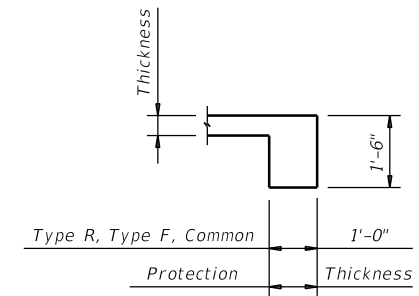 Thickness
1'-6"
Type R, Type F, Common 1'-0"
Protection Thickness